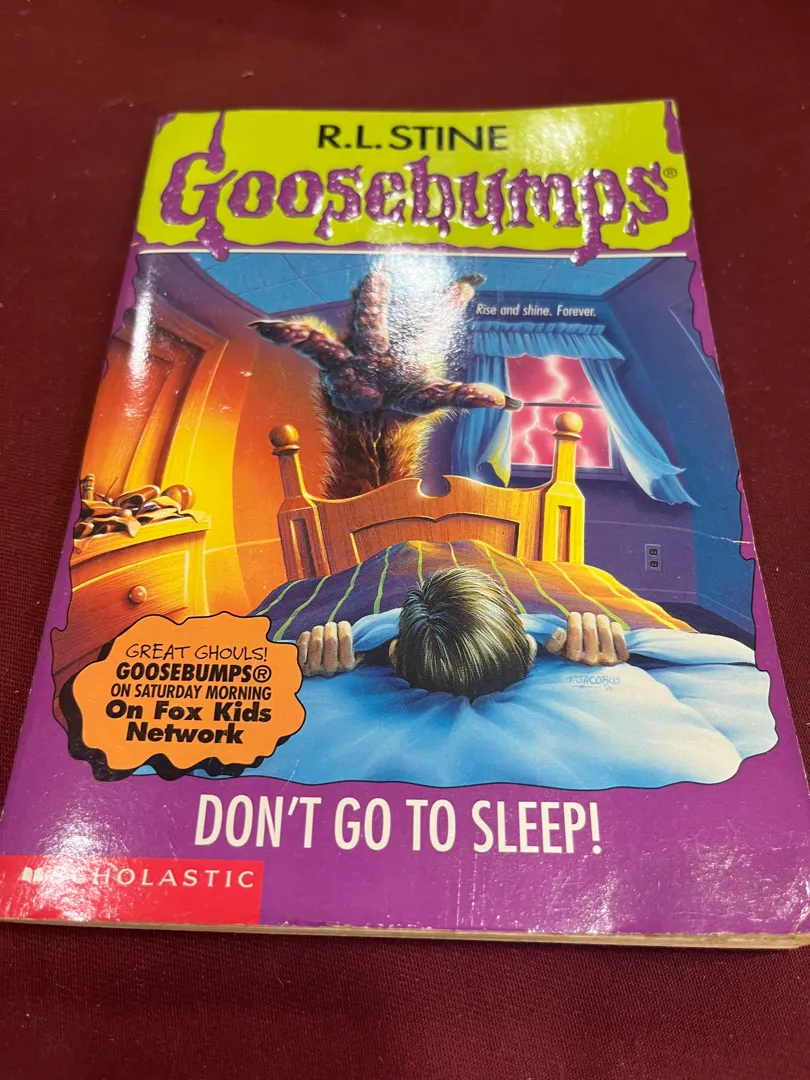 R.L. STINE
Goosebumps®
Rise and shine. Forever.
GREAT GHOULS!
GOOSEBUMPS®
ON SATURDAY MORNING
On Fox Kids
Network
JACOBUS
DON'T GO TO SLEEP!
SCHOLASTIC